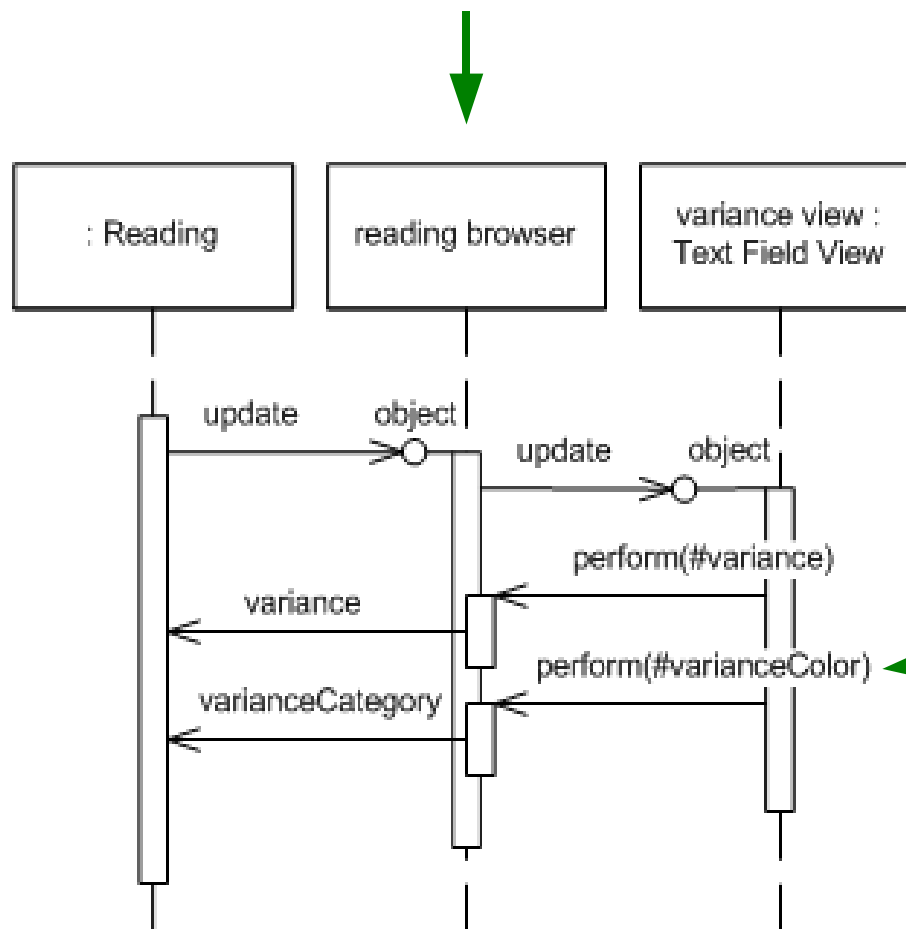 : Reading
reading browser
variance view :
Text Field View
update
object
update
object
perform(#variance)
variance
perform(#varianceColor)
varianceCategory